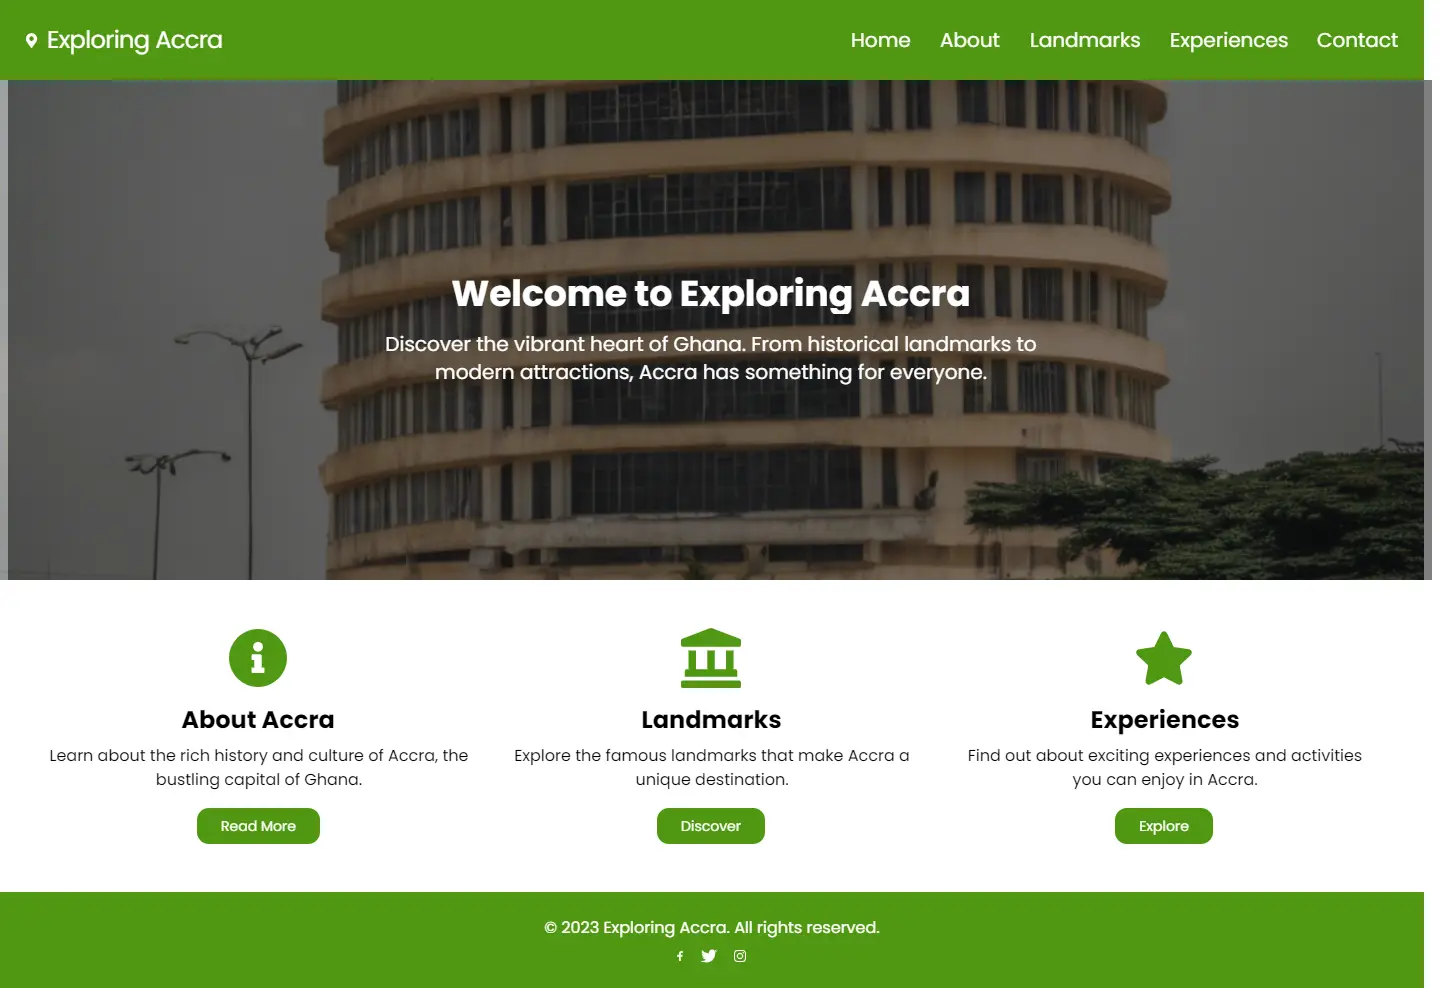 Exploring Accra
Home About Landmarks Experiences Contact
Welcome to Exploring Accra
Discover the vibrant heart of Ghana. From historical landmarks to
modern attractions, Accra has something for everyone.
About Accra
Learn about the rich history and culture of Accra, the
bustling capital of Ghana.
Read More
Landmarks
Explore the famous landmarks that make Accra a
unique destination.
Discover
Experiences
Find out about exciting experiences and activities
you can enjoy in Accra.
Explore
© 2023 Exploring Accra. All rights reserved.